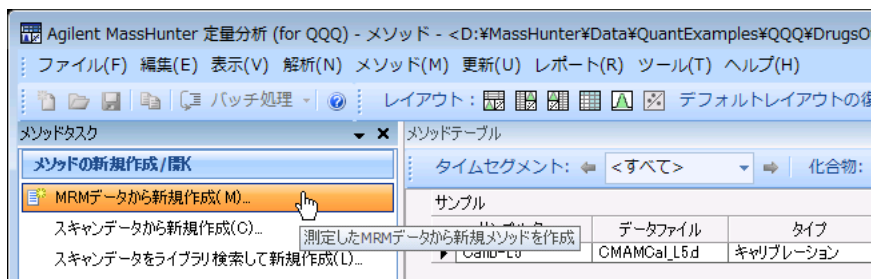 Agilent MassHunter 定量分析 (for QQQ) - メソッド - <D:¥MassHunter¥Data¥QuantExamples¥QQQ¥DrugsO
ファイル(F) 編集(E) 表示(V) 解析(N) メソッド(M) 更新(U) レポート(R) ツール(T) ヘルプ(H)
バッチ処理 レイアウト: デフォルトレイアウトの復
メソッドタスク
メソッドテーブル
メソッドの新規作成/開く
タイムセグメント: <すべて> 化合物:
MRMデータから新規作成(M)...
サンプル
スキャンデータから新規作成(C)...
データファイル タイプ
測定したMRMデータから新規メソッドを作成
CMAMCal_L5.d キャリブレーション
スキャンデータをライブラリ検索して新規作成(L)...